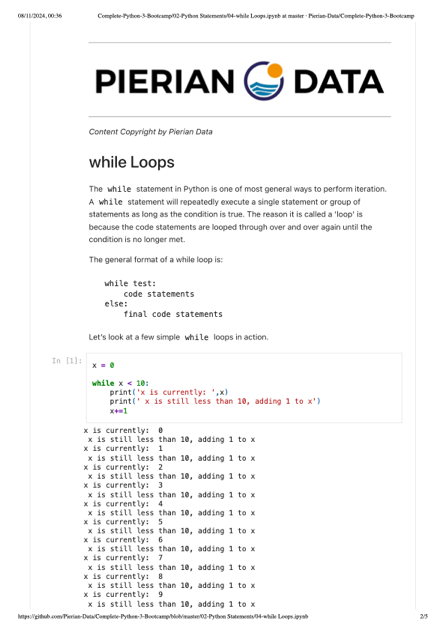 08/11/2024, 00:36 Complete-Python-3-Bootcamp/02-Python Statements/04-while Loops.ipynb at master · Pierian-Data/Complete-Python-3-Bootcamp
PIERIAN DATA
Content Copyright by Pierian Data
while Loops
The while statement in Python is one of most general ways to perform iteration.
A while statement will repeatedly execute a single statement or group of
statements as long as the condition is true. The reason it is called a 'loop' is
because the code statements are looped through over and over again until the
condition is no longer met.
The general format of a while loop is:
while test:
    code statements
else:
    final code statements
Let's look at a few simple while loops in action.
In [1]:
x = 0
while x < 10:
    print('x is currently: ',x)
    print(' x is still less than 10, adding 1 to x')
    x+=1
x is currently:  0
 x is still less than 10, adding 1 to x
x is currently:  1
 x is still less than 10, adding 1 to x
x is currently:  2
 x is still less than 10, adding 1 to x
x is currently:  3
 x is still less than 10, adding 1 to x
x is currently:  4
 x is still less than 10, adding 1 to x
x is currently:  5
 x is still less than 10, adding 1 to x
x is currently:  6
 x is still less than 10, adding 1 to x
x is currently:  7
 x is still less than 10, adding 1 to x
x is currently:  8
 x is still less than 10, adding 1 to x
x is currently:  9
 x is still less than 10, adding 1 to x
https://github.com/Pierian-Data/Complete-Python-3-Bootcamp/blob/master/02-Python Statements/04-while Loops.ipynb 2/5